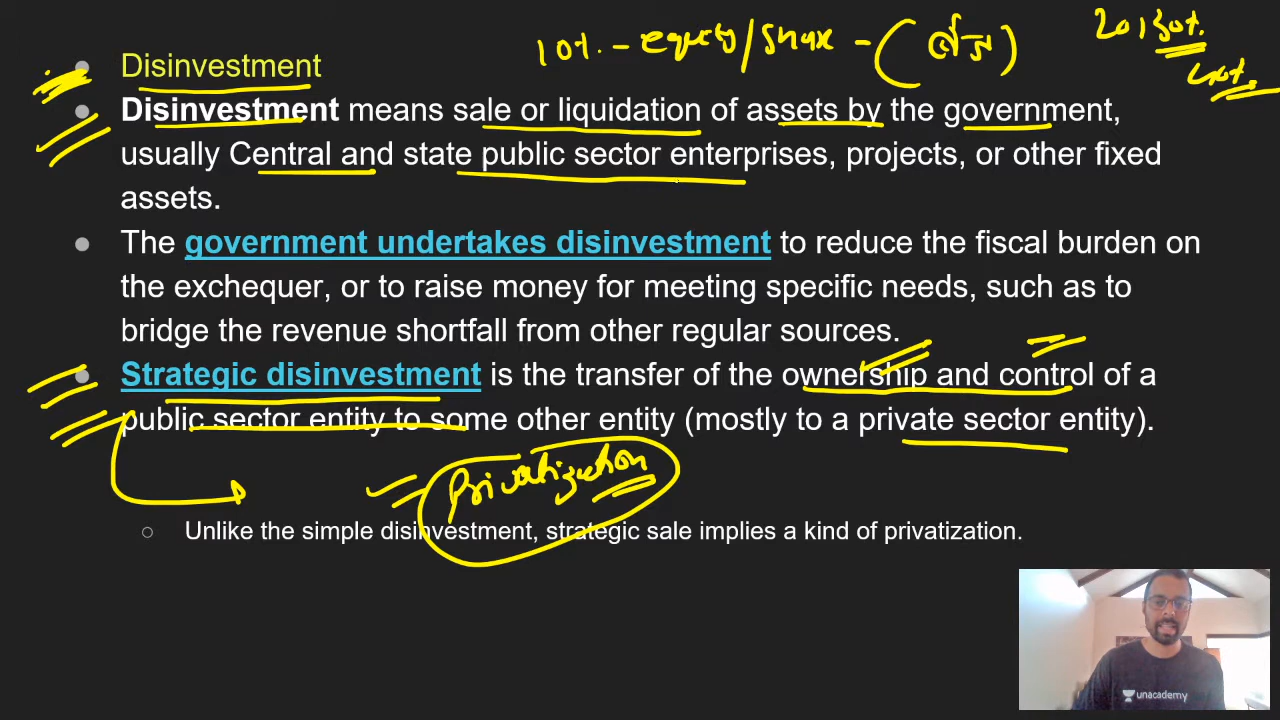 10% - equity/Share - ( )
20/30%
Disinvestment
Disinvestment means sale or liquidation of assets by the government,
usually Central and state public sector enterprises, projects, or other fixed
assets.
The government undertakes disinvestment to reduce the fiscal burden on
the exchequer, or to raise money for meeting specific needs, such as to
bridge the revenue shortfall from other regular sources.
Strategic disinvestment is the transfer of the ownership and control of a
public sector entity to some other entity (mostly to a private sector entity).
Privatization
Unlike the simple disinvestment, strategic sale implies a kind of privatization.
unacademy